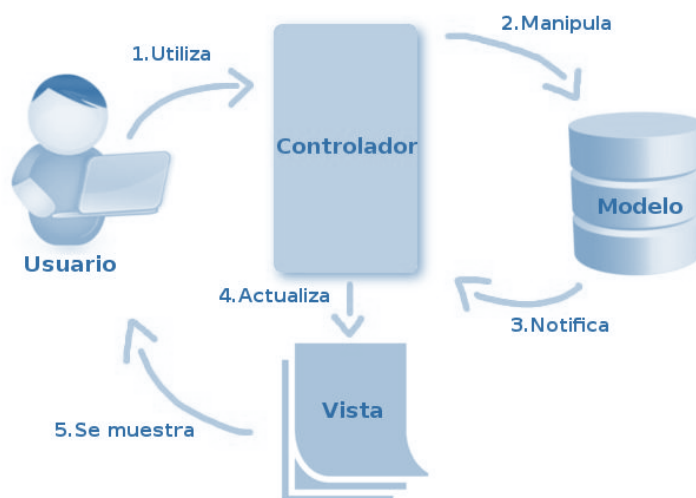 2.Manipula
1.Utiliza
Controlador
Modelo
Usuario
4.Actualiza
3.Notifica
Vista
5.Se muestra